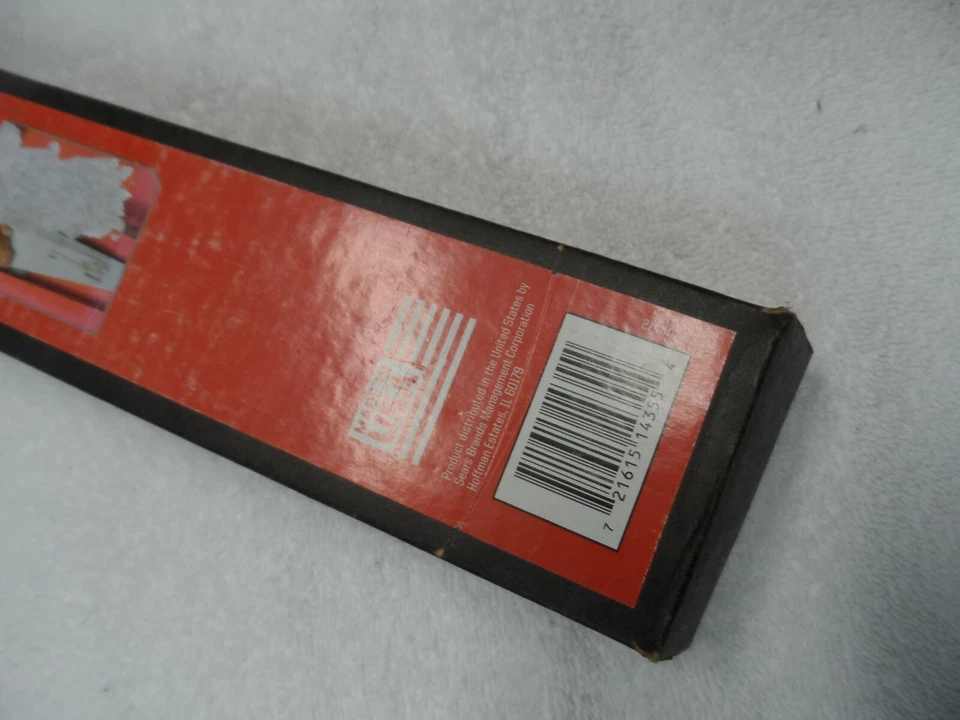 MADE IN
USA
Product distributed in the United States by
Sears Brands Management Corporation
Hoffman Estates, IL 60179
7 21615 14355 4